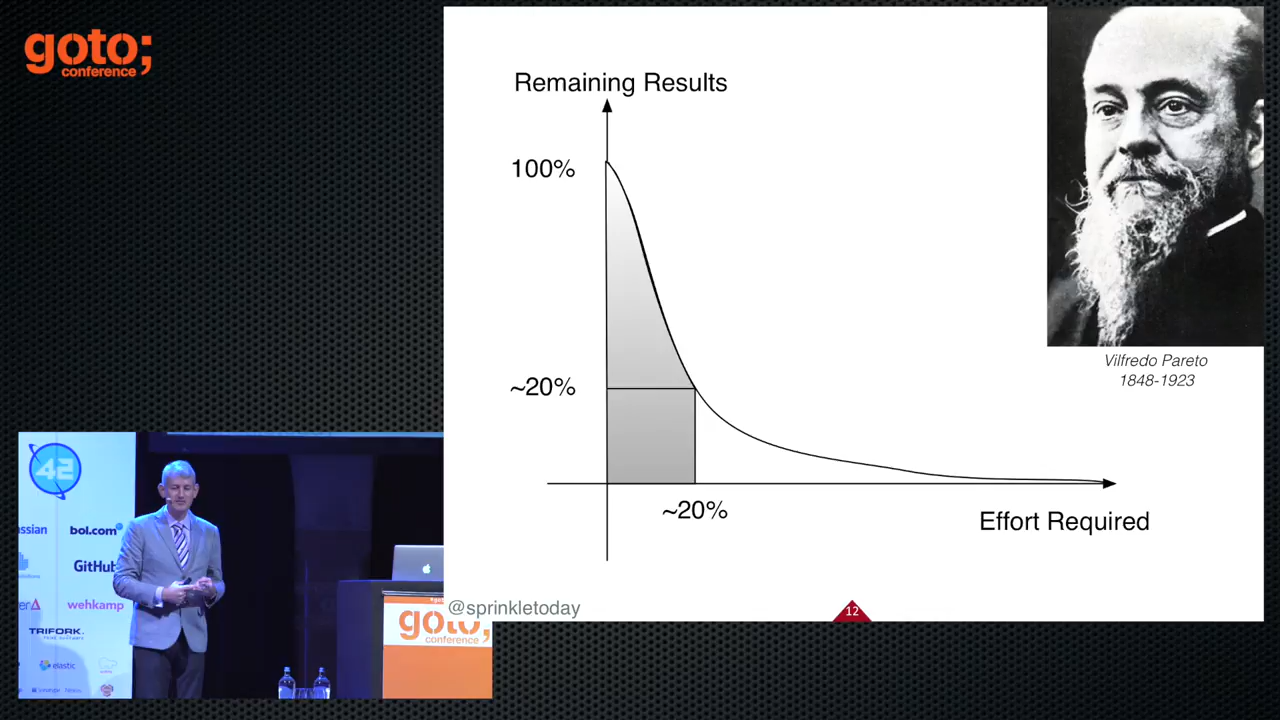 goto;
conference
Remaining Results
100%
~20%
~20%
Effort Required
Vilfredo Pareto
1848-1923
@sprinkletoday
12
42
bol.com
GitHub
wehkamp
TRIFORK.
elastic
goto;
conference